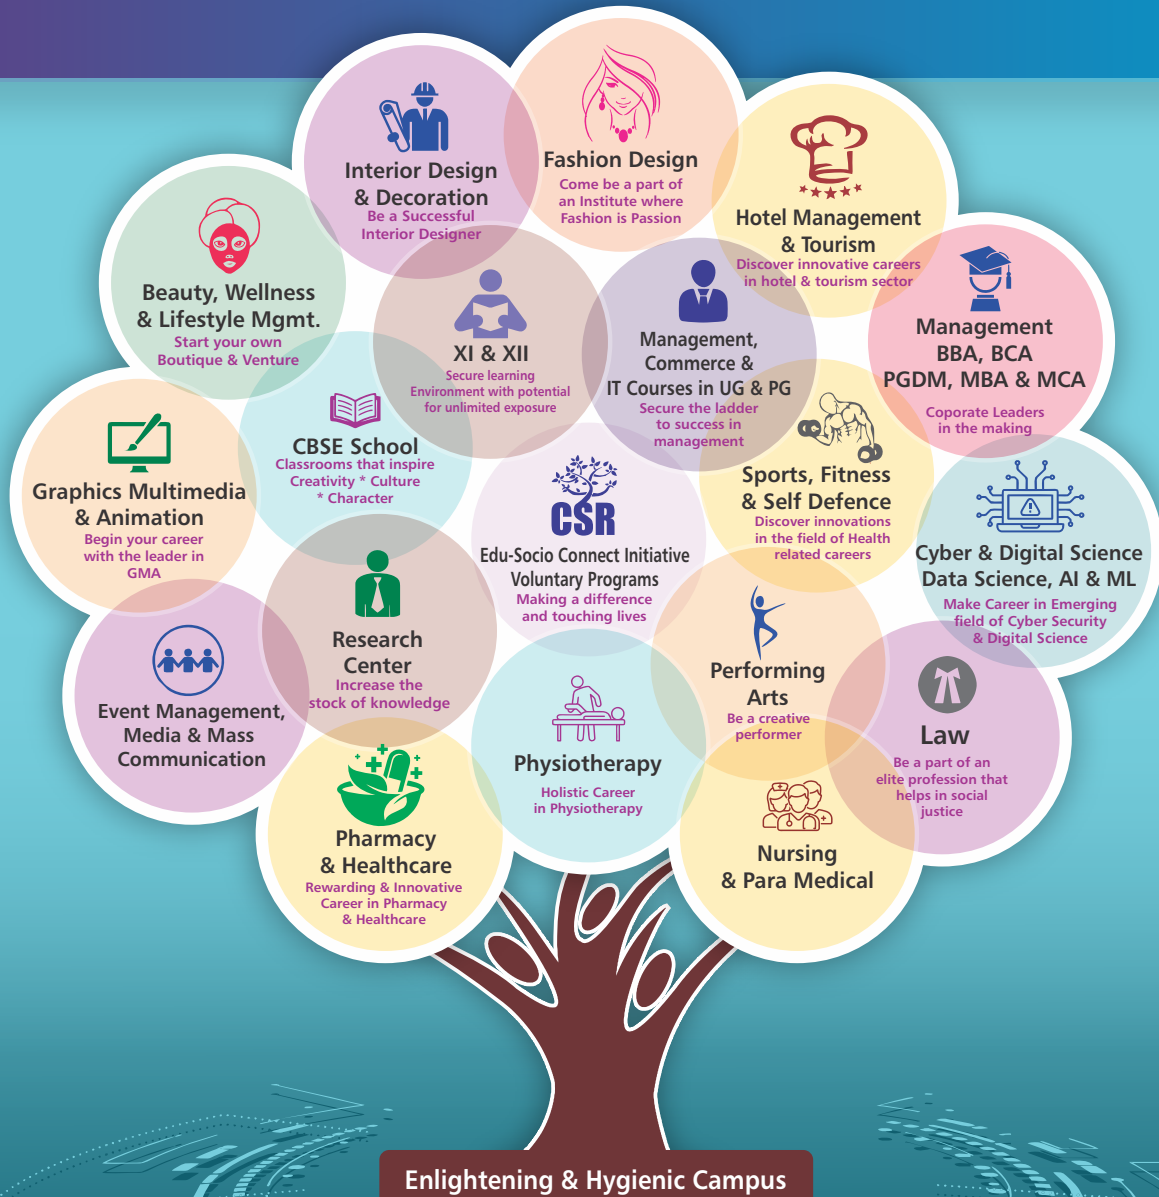 Interior Design
& Decoration
Be a Successful
Interior Designer
Fashion Design
Come be a part of
an Institute where
Fashion is Passion
Hotel Management
& Tourism
Discover innovative careers
in hotel & tourism sector
Beauty, Wellness
& Lifestyle Mgmt.
Start your own
Boutique & Venture
XI & XII
Secure learning
Environment with potential
for unlimited exposure
Management,
Commerce &
IT Courses in UG & PG
Secure the ladder
to success in
management
Management
BBA, BCA
PGDM, MBA & MCA
Coporate Leaders
in the making
Graphics Multimedia
& Animation
Begin your career
with the leader in
GMA
CBSE School
Classrooms that inspire
Creativity * Culture
* Character
CSR
Edu-Socio Connect Initiative
Voluntary Programs
Making a difference
and touching lives
Sports, Fitness
& Self Defence
Discover innovations
in the field of Health
related careers
Cyber & Digital Science
Data Science, AI & ML
Make Career in Emerging
field of Cyber Security
& Digital Science
Event Management,
Media & Mass
Communication
Research
Center
Increase the
stock of knowledge
Performing
Arts
Be a creative
performer
Law
Be a part of an
elite profession that
helps in social
justice
Pharmacy
& Healthcare
Rewarding & Innovative
Career in Pharmacy
& Healthcare
Physiotherapy
Holistic Career
in Physiotherapy
Nursing
& Para Medical
Enlightening & Hygienic Campus